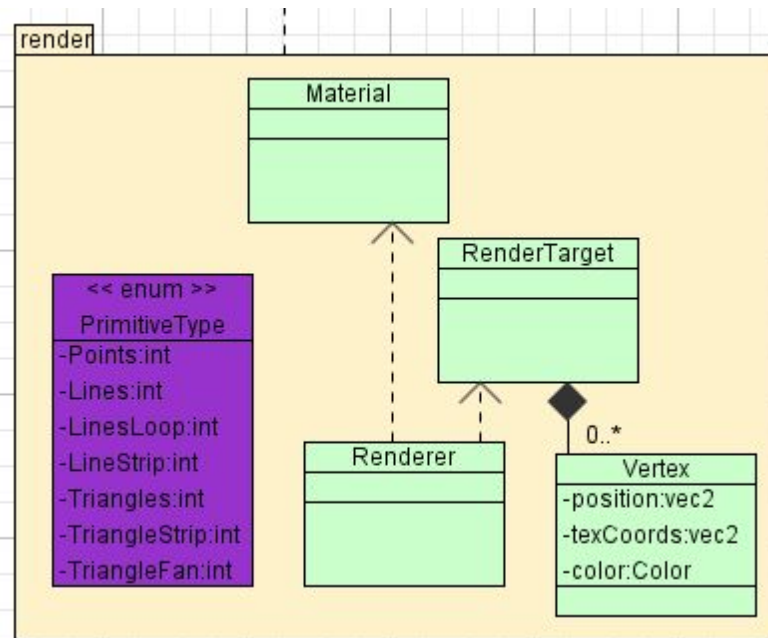 render
Material
RenderTarget
<< enum >>
PrimitiveType
-Points:int
-Lines:int
-LinesLoop:int
-LineStrip:int
-Triangles:int
-TriangleStrip:int
-TriangleFan:int
0..*
Renderer
Vertex
-position:vec2
-texCoords:vec2
-color:Color